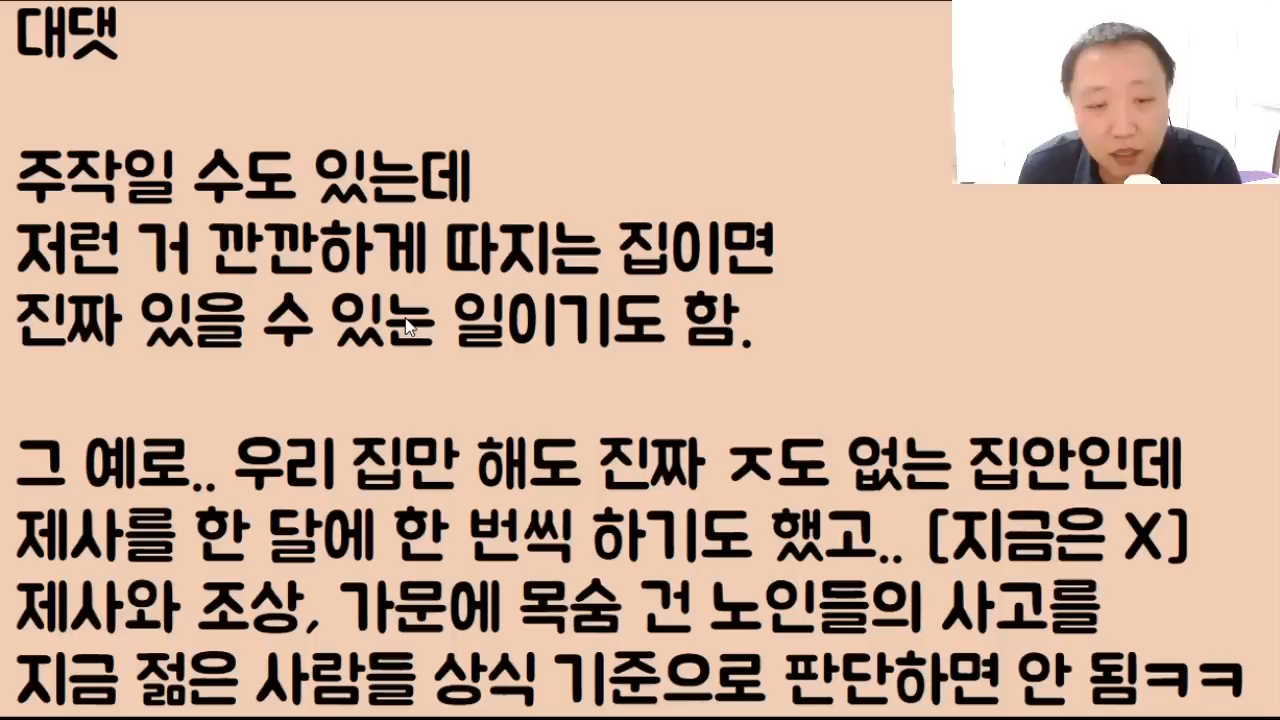 대댓
주작일 수도 있는데
저런 거 깐깐하게 따지는 집이면
진짜 있을 수 있는 일이기도 함.
그 예로.. 우리 집만 해도 진짜 ㅈ도 없는 집안인데
제사를 한 달에 한 번씩 하기도 했고.. [지금은 X]
제사와 조상, 가문에 목숨 건 노인들의 사고를
지금 젊은 사람들 상식 기준으로 판단하면 안 됨ㅋㅋ